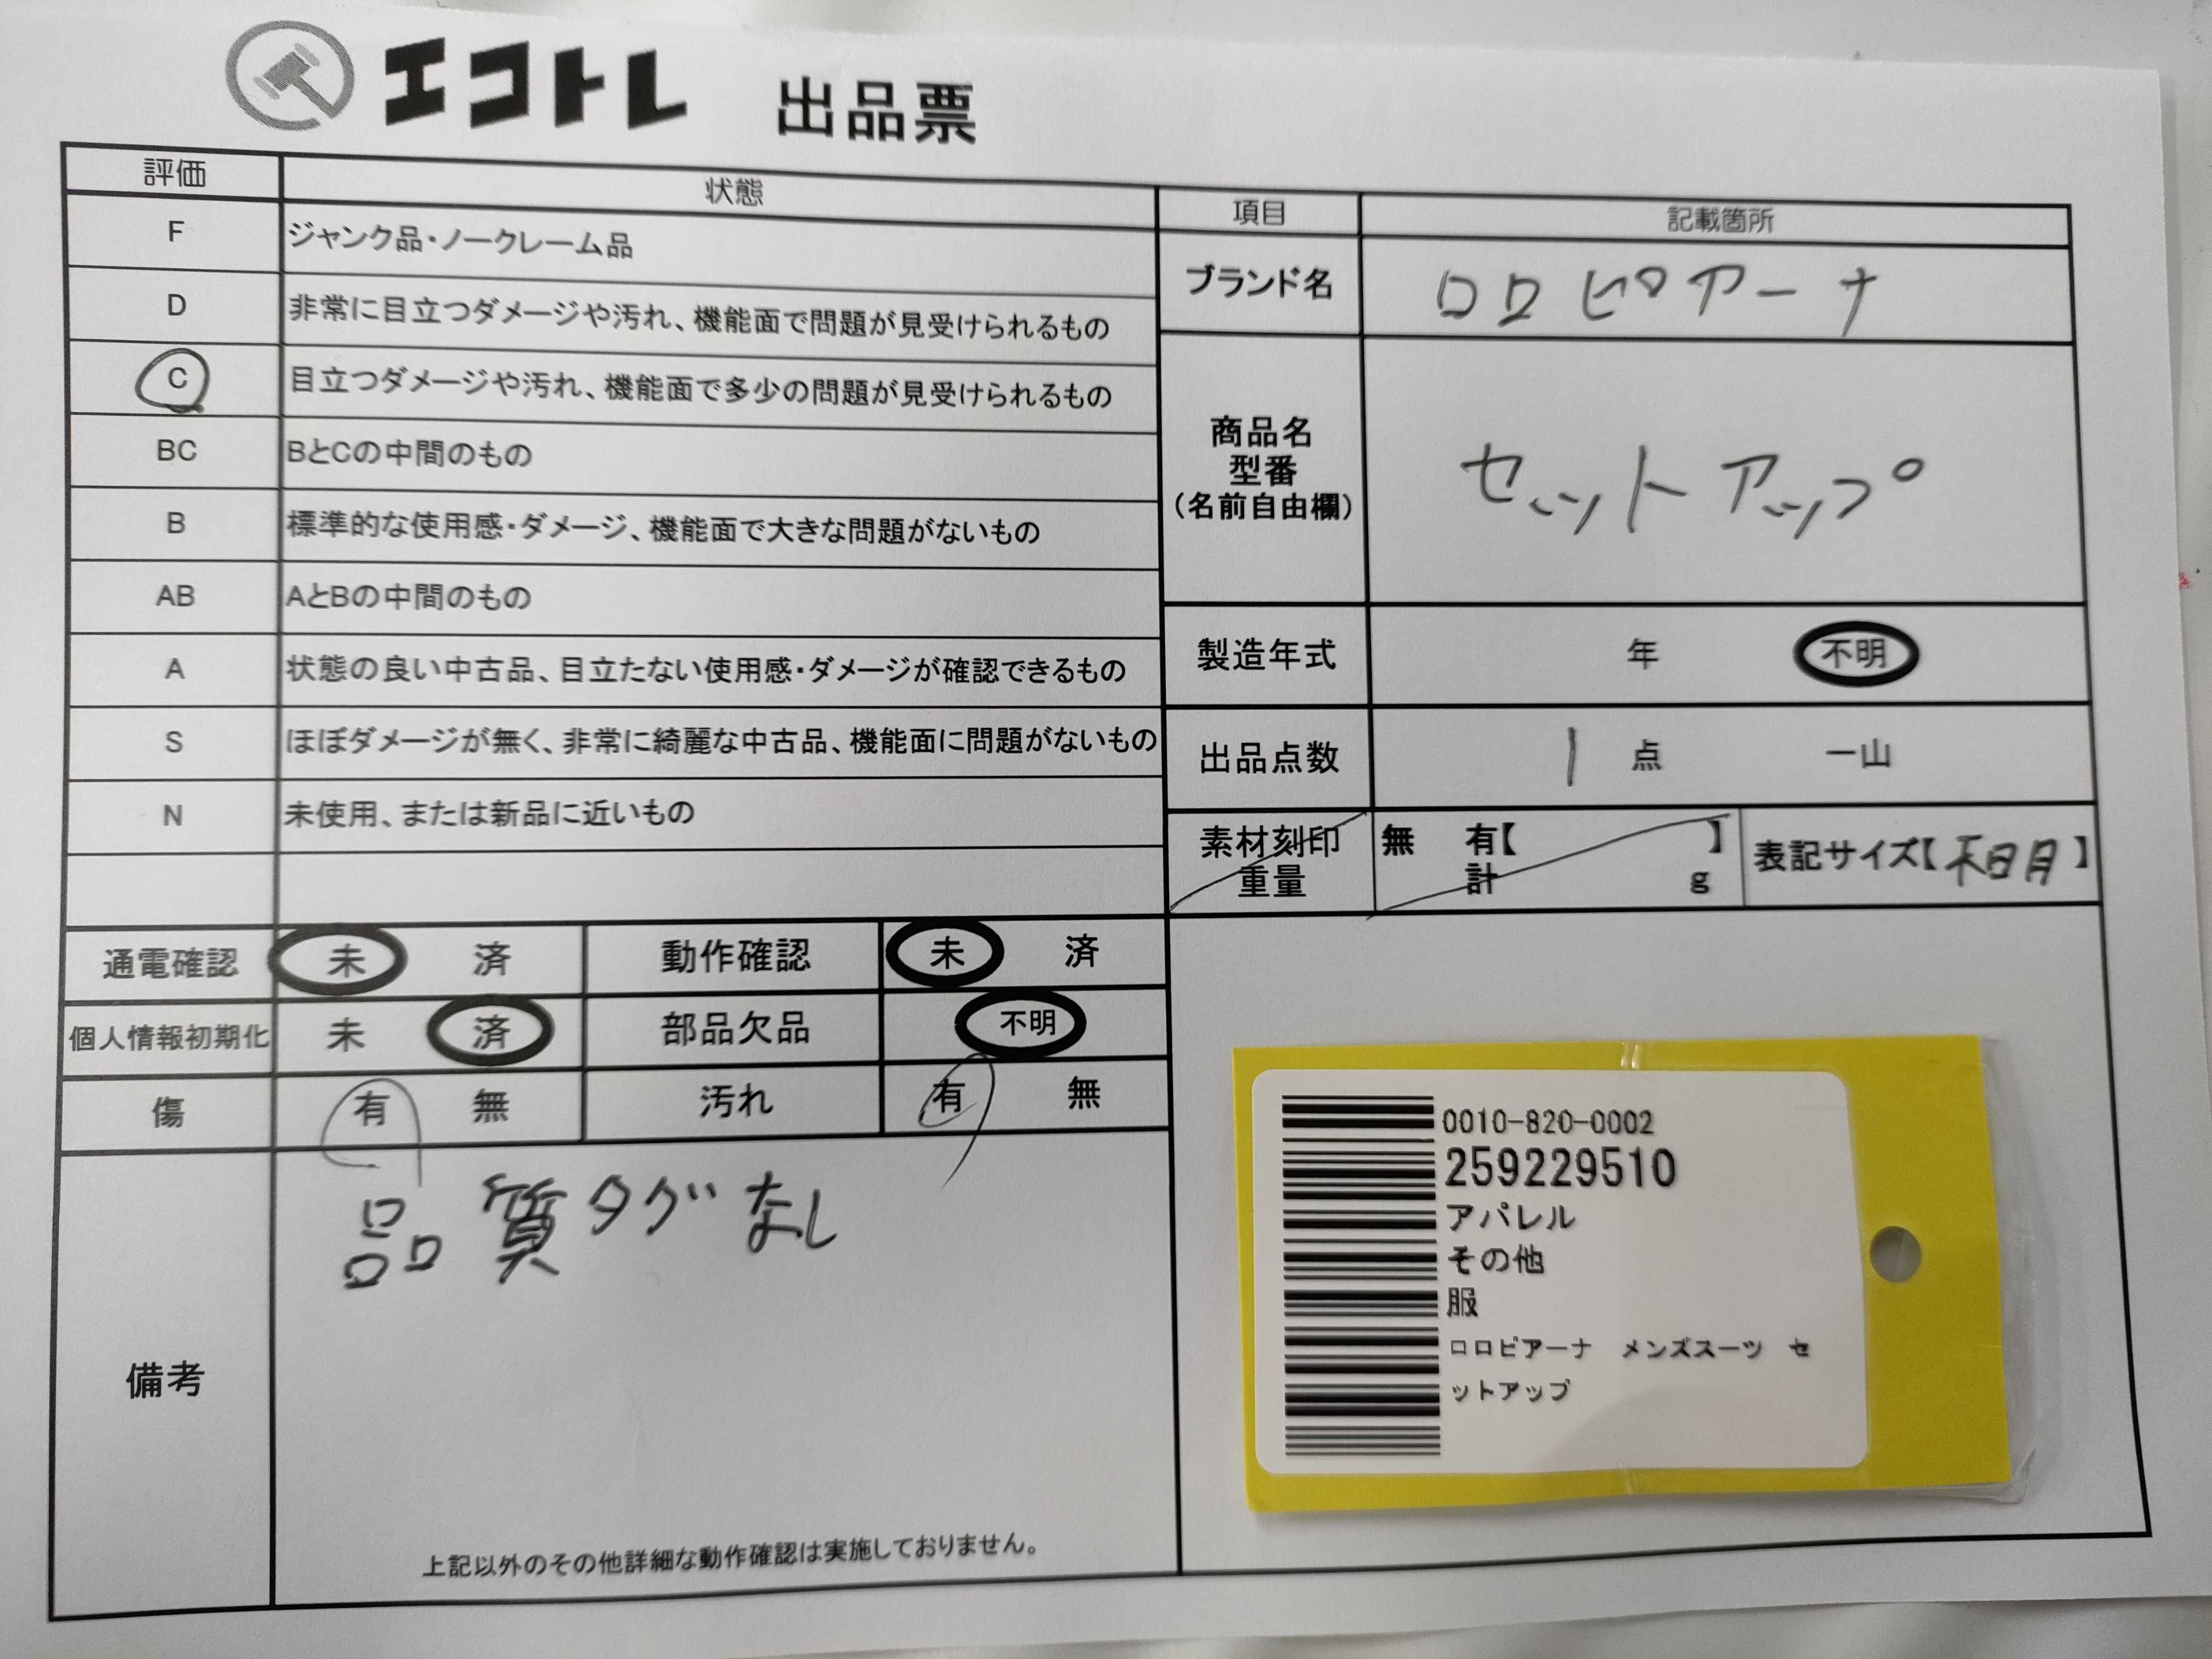 エコトレ 出品票
評価 状態
F ジャンク品・ノークレーム品
D 非常に目立つダメージや汚れ、機能面で問題が見受けられるもの
C 目立つダメージや汚れ、機能面で多少の問題が見受けられるもの
BC BとCの中間のもの
B 標準的な使用感・ダメージ、機能面で大きな問題がないもの
AB AとBの中間のもの
A 状態の良い中古品、目立たない使用感・ダメージが確認できるもの
S ほぼダメージが無く、非常に綺麗な中古品、機能面に問題がないもの
N 未使用、または新品に近いもの
項目 記載箇所
ブランド名 ロロピアーナ
商品名
型番
(名前自由欄)
セットアップ
製造年式 年 不明
出品点数 1 点 一山
素材刻印 無 有【 】
重量 計 g
表記サイズ【不明】
通電確認 未 済 動作確認 未 済
個人情報初期化 未 済 部品欠品 不明
傷 有 無 汚れ 有 無
備考
品質タグなし
上記以外のその他詳細な動作確認は実施しておりません。
0010-820-0002
259229510
アパレル
その他
服
ロロピアーナ メンズスーツ セ
ットアップ